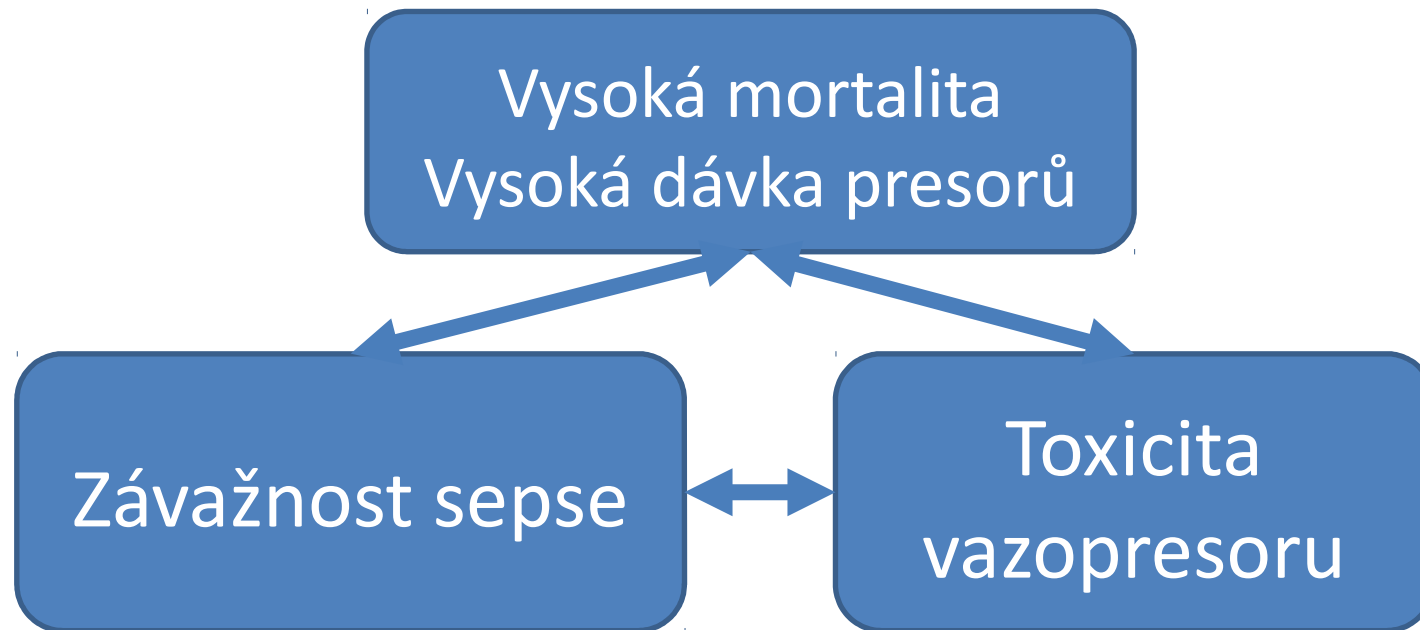 Vysoká mortalita
Vysoká dávka presorů
Závažnost sepse
Toxicita
vazopresoru